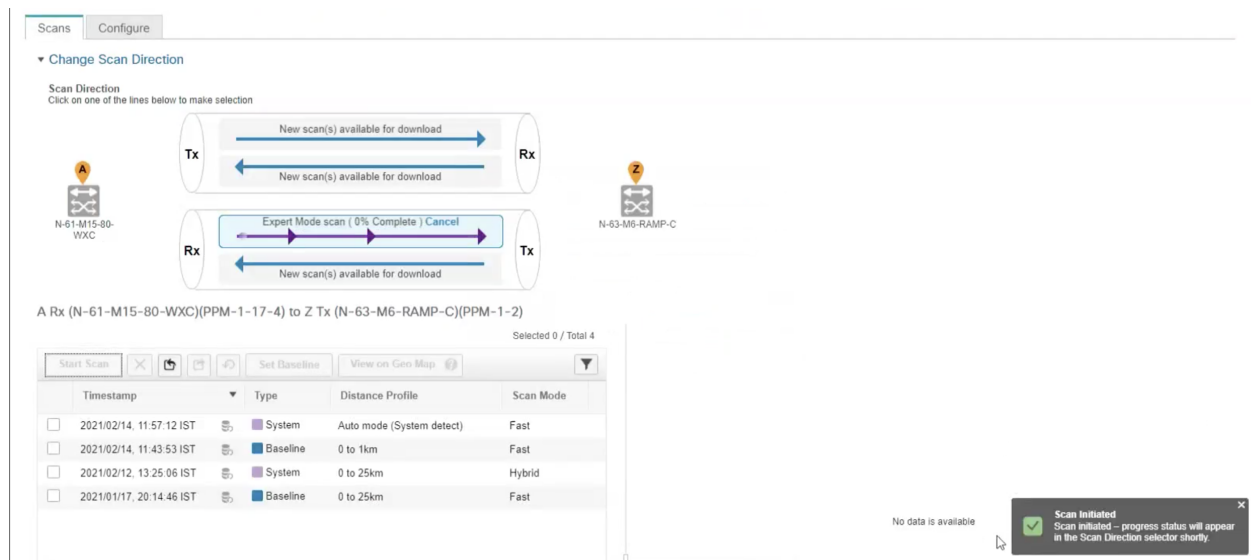 Scans Configure
Change Scan Direction
Scan Direction
Click on one of the lines below to make selection
New scan(s) available for download
Tx Rx
New scan(s) available for download
A Z
N-61-M15-80-
WXC
N-63-M6-RAMP-C
Expert Mode scan ( 0% Complete ) Cancel
Rx Tx
New scan(s) available for download
A Rx (N-61-M15-80-WXC)(PPM-1-17-4) to Z Tx (N-63-M6-RAMP-C)(PPM-1-2)
Selected 0 / Total 4
Start Scan Set Baseline View on Geo Map ?
Timestamp Type Distance Profile Scan Mode
2021/02/14, 11:57:12 IST System Auto mode (System detect) Fast
2021/02/14, 11:43:53 IST Baseline 0 to 1km Fast
2021/02/12, 13:25:06 IST System 0 to 25km Hybrid
2021/01/17, 20:14:46 IST Baseline 0 to 25km Fast
No data is available
Scan Initiated
Scan initiated – progress status will appear
in the Scan Direction selector shortly.